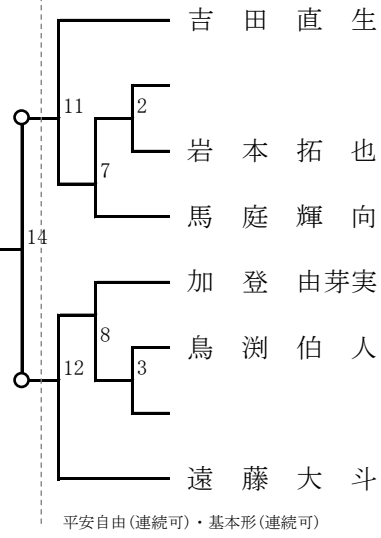 吉田直生
11
2
岩本拓也
7
馬庭輝向
14
加登由芽実
8
鳥渕伯人
12
3
遠藤大斗
平安自由(連続可)・基本形(連続可)